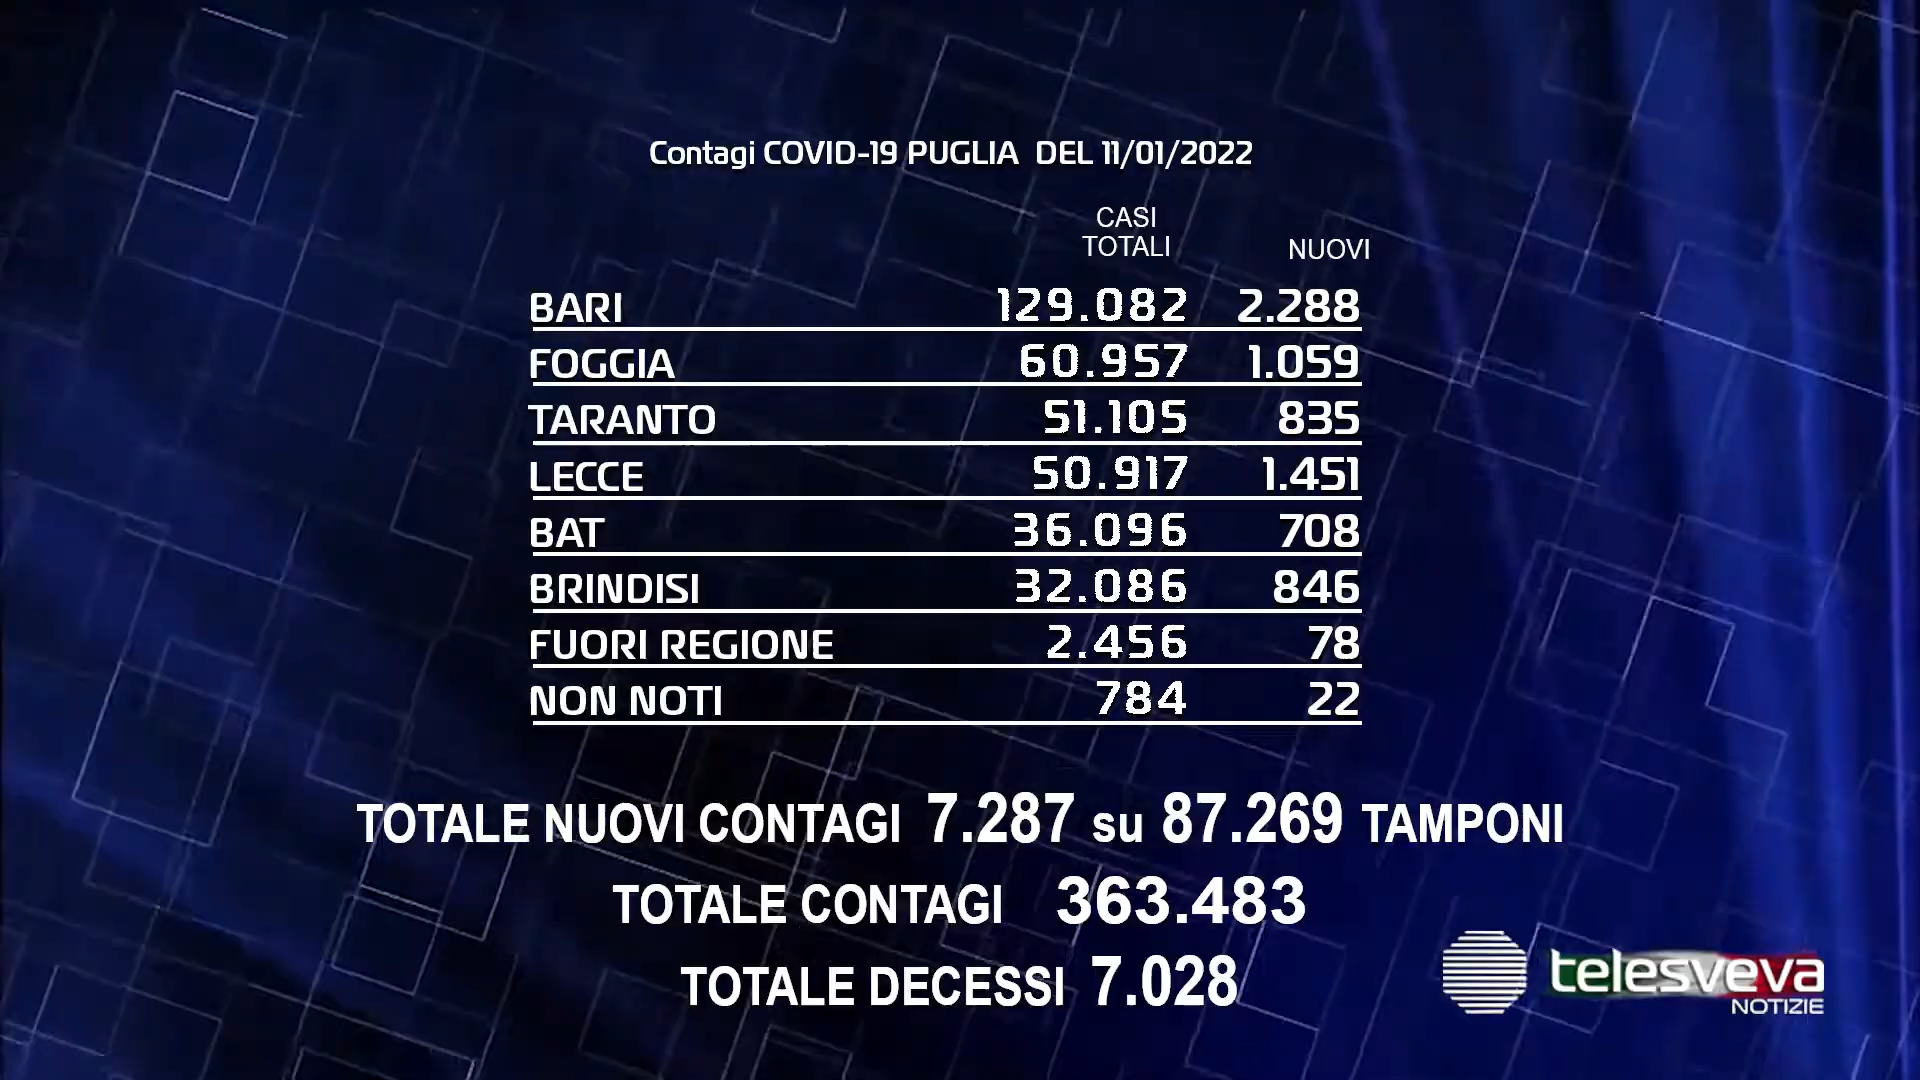 Contagi COVID-19 PUGLIA DEL 11/01/2022
CASI
TOTALI NUOVI
BARI 129.082 2.288
FOGGIA 60.957 1.059
TARANTO 51.105 835
LECCE 50.917 1.451
BAT 36.096 708
BRINDISI 32.086 846
FUORI REGIONE 2.456 78
NON NOTI 784 22
TOTALE NUOVI CONTAGI 7.287 su 87.269 TAMPONI
TOTALE CONTAGI 363.483
TOTALE DECESSI 7.028
telesveva
NOTIZIE